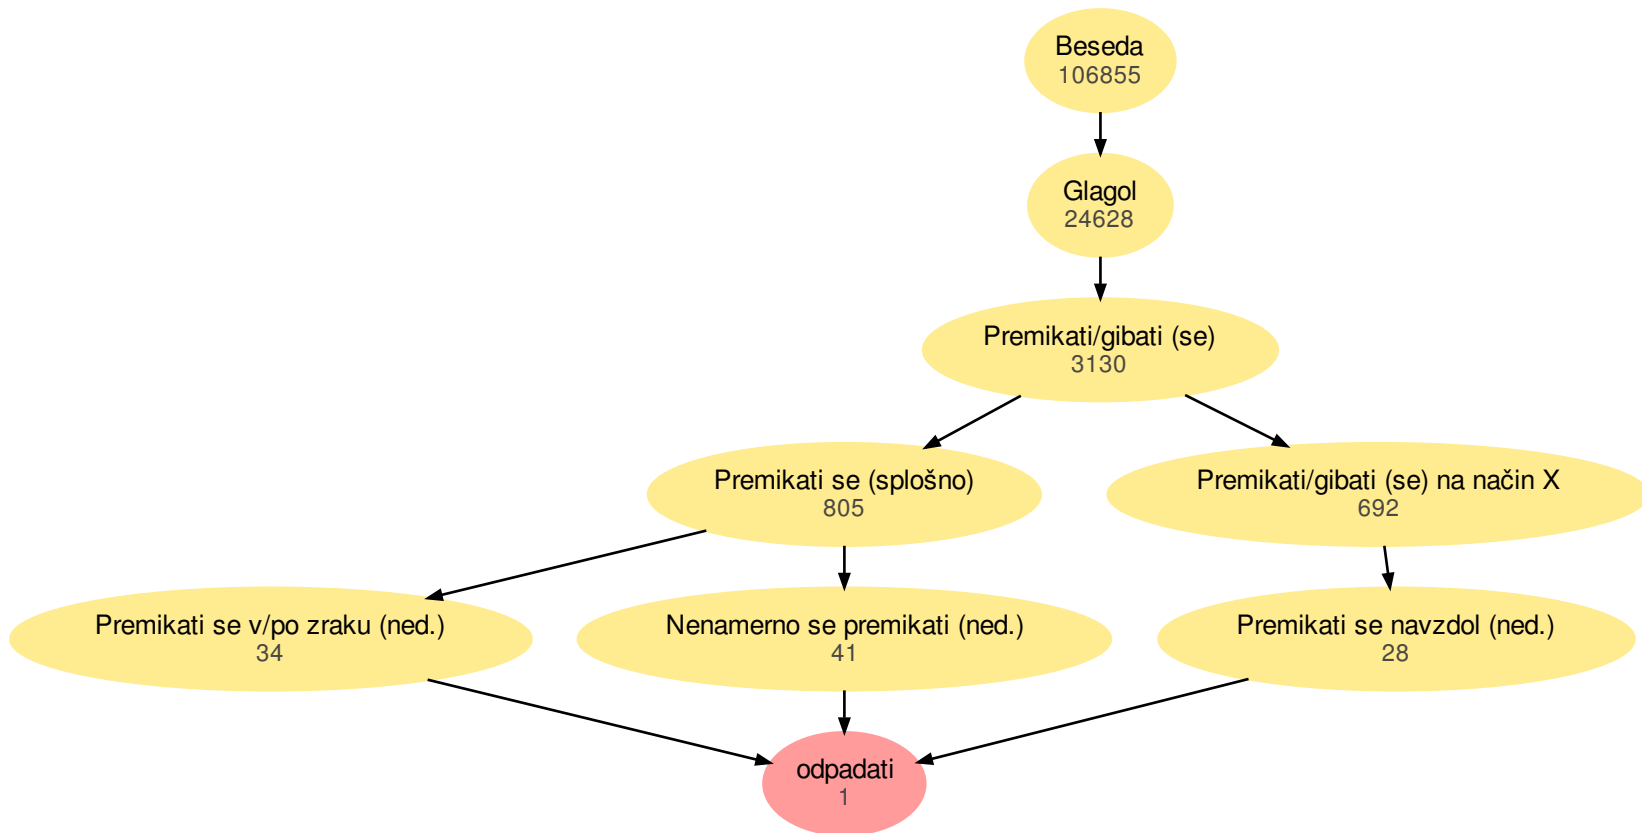 Beseda
106855
Glagol
24628
Premikati/gibati (se)
3130
Premikati se (splošno)
805
Premikati/gibati (se) na način X
692
Premikati se v/po zraku (ned.)
34
Nenamerno se premikati (ned.)
41
Premikati se navzdol (ned.)
28
odpadati
1